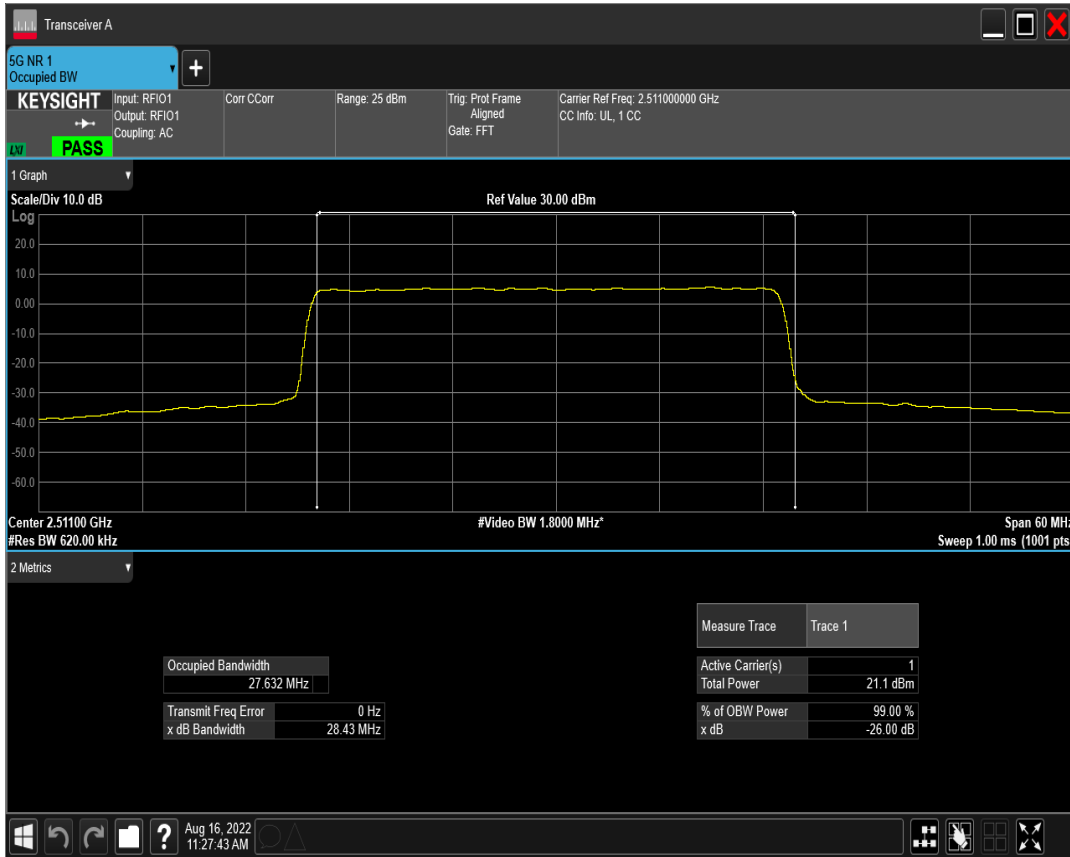 Transceiver A
5G NR 1
Occupied BW
+
KEYSIGHT
LXI
PASS
Input: RFIO1
Output: RFIO1
Coupling: AC
Corr CCorr
Range: 25 dBm
Trig: Prot Frame
Aligned
Gate: FFT
Carrier Ref Freq: 2.511000000 GHz
CC Info: UL, 1 CC
1 Graph
Scale/Div 10.0 dB
Ref Value 30.00 dBm
Log
20.0
10.0
0.00
-10.0
-20.0
-30.0
-40.0
-50.0
-60.0
Center 2.51100 GHz
#Video BW 1.8000 MHz*
Span 60 MHz
#Res BW 620.00 kHz
Sweep 1.00 ms (1001 pts
2 Metrics
Measure Trace Trace 1
Occupied Bandwidth
27.632 MHz
Active Carrier(s) 1
Total Power 21.1 dBm
Transmit Freq Error 0 Hz
x dB Bandwidth 28.43 MHz
% of OBW Power 99.00 %
x dB -26.00 dB
?
Aug 16, 2022
11:27:43 AM